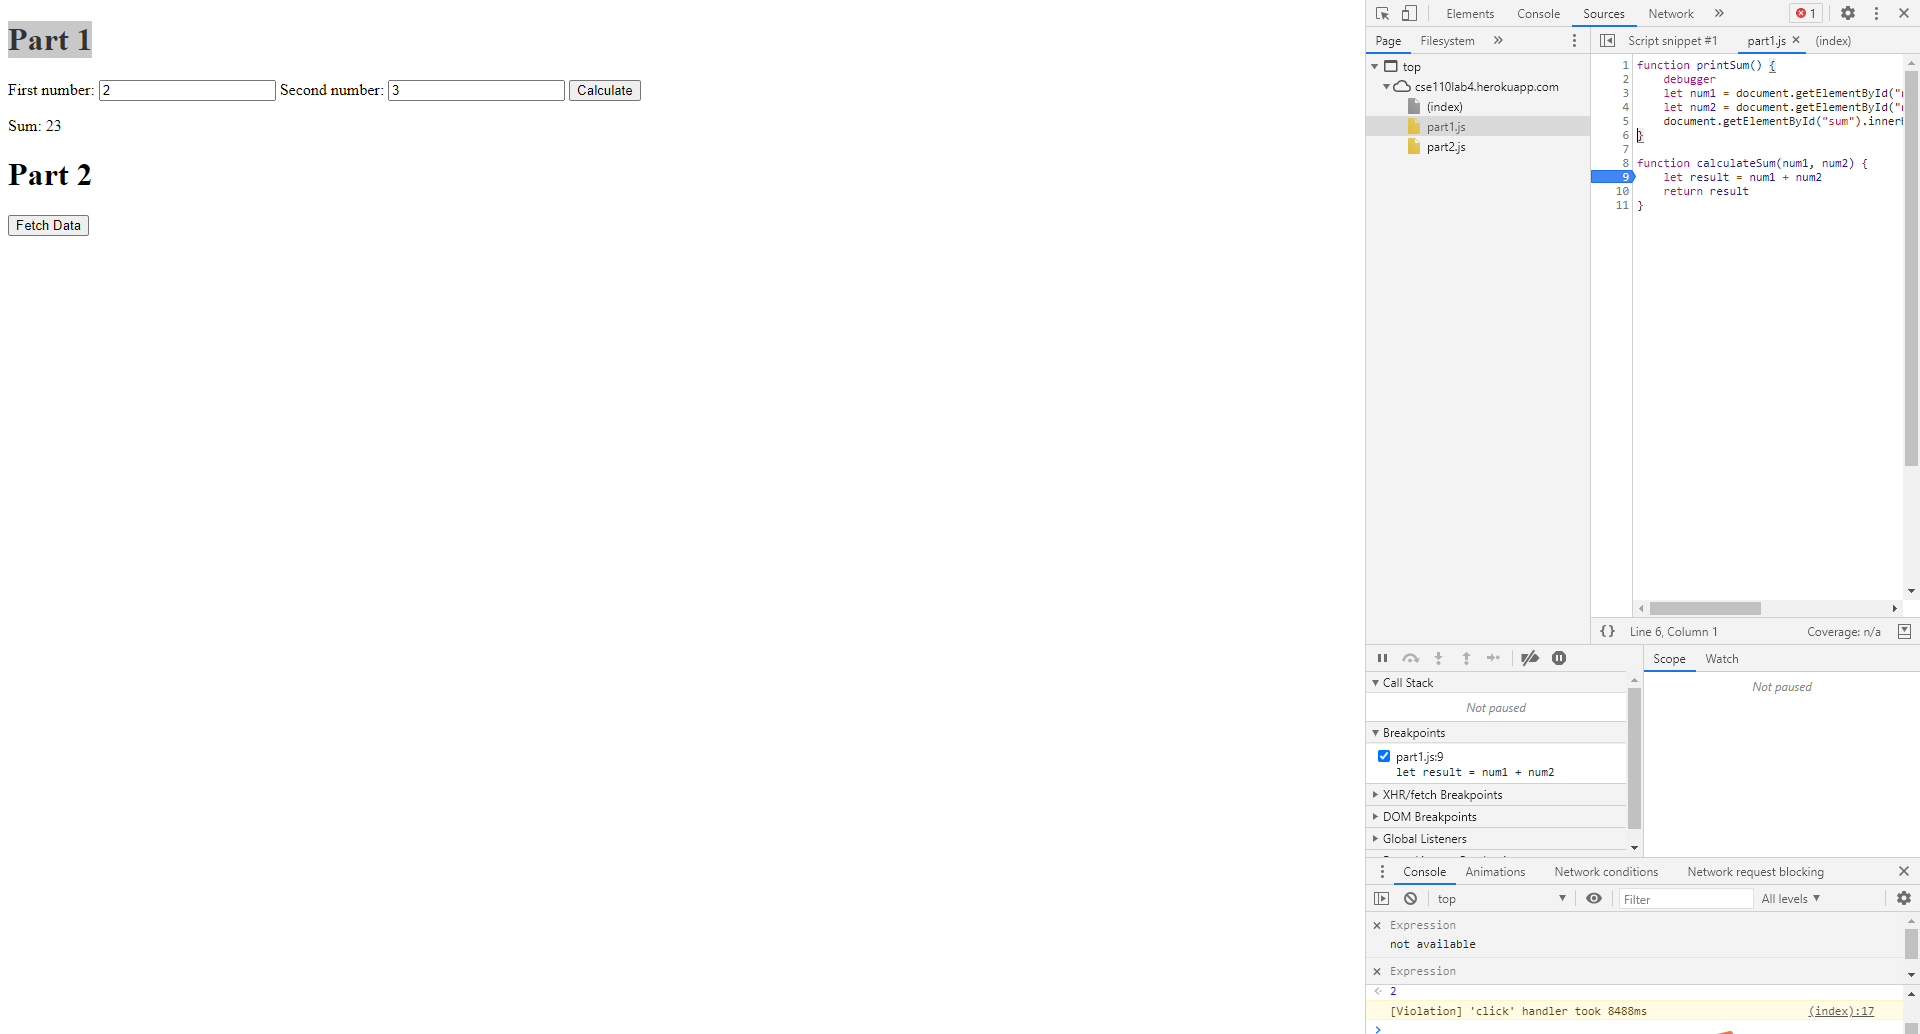 Part 1
First number: 2 Second number: 3 Calculate
Sum: 23
Part 2
Fetch Data
Elements Console Sources Network » 1
Page Filesystem »
top
cse110lab4.herokuapp.com
(index)
part1.js
part2.js
Script snippet #1 part1.js × (index)
1 function printSum() {
2 debugger
3 let num1 = document.getElementById("
4 let num2 = document.getElementById("
5 document.getElementById("sum").inner
6 }
7
8 function calculateSum(num1, num2) {
9 let result = num1 + num2
10 return result
11 }
{} Line 6, Column 1 Coverage: n/a
Call Stack
Not paused
Breakpoints
part1.js:9
let result = num1 + num2
XHR/fetch Breakpoints
DOM Breakpoints
Global Listeners
Scope Watch
Not paused
Console Animations Network conditions Network request blocking
top Filter All levels
Expression
not available
Expression
2
[Violation] 'click' handler took 8488ms (index):17